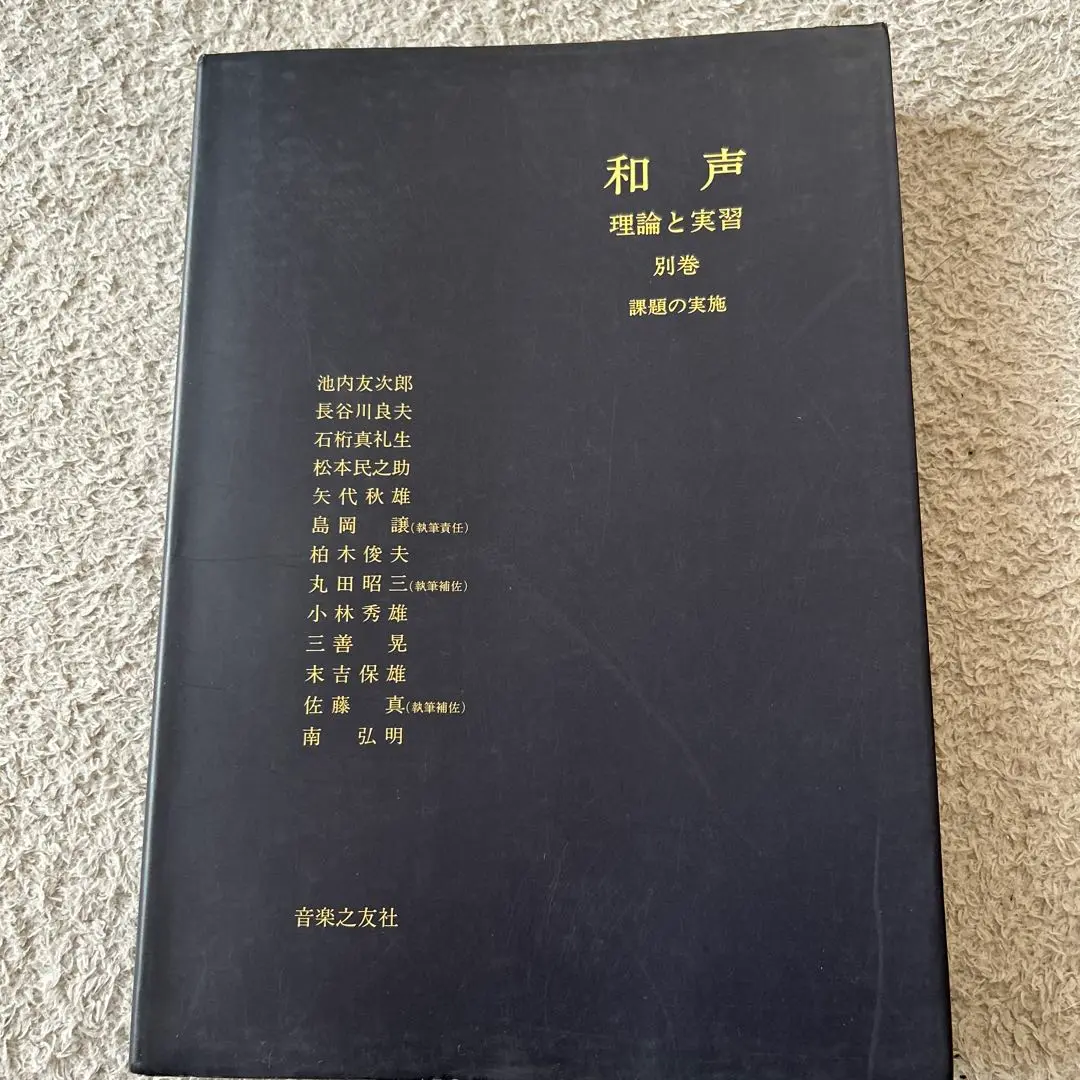 和声
理論と実習
別巻
課題の実施
池内友次郎
長谷川良夫
石桁真礼生
松本民之助
矢代秋雄
島岡 譲(執筆責任)
柏木俊夫
丸田昭三(執筆補佐)
小林秀雄
三善 晃
末吉保雄
佐藤 真(執筆補佐)
南 弘明
音楽之友社